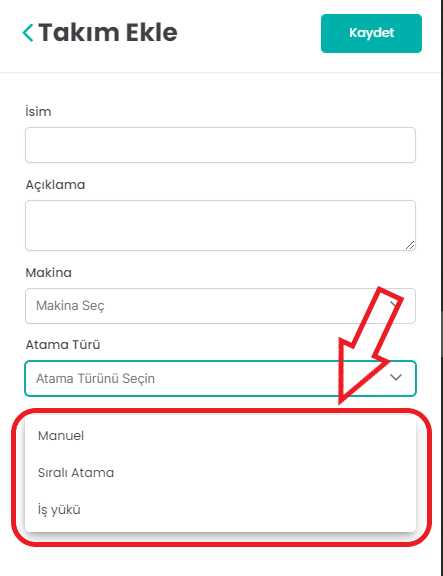 Takım Ekle
Kaydet
İsim
Açıklama
Makina
Makina Seç
Atama Türü
Atama Türünü Seçin
Manuel
Sıralı Atama
İş yükü